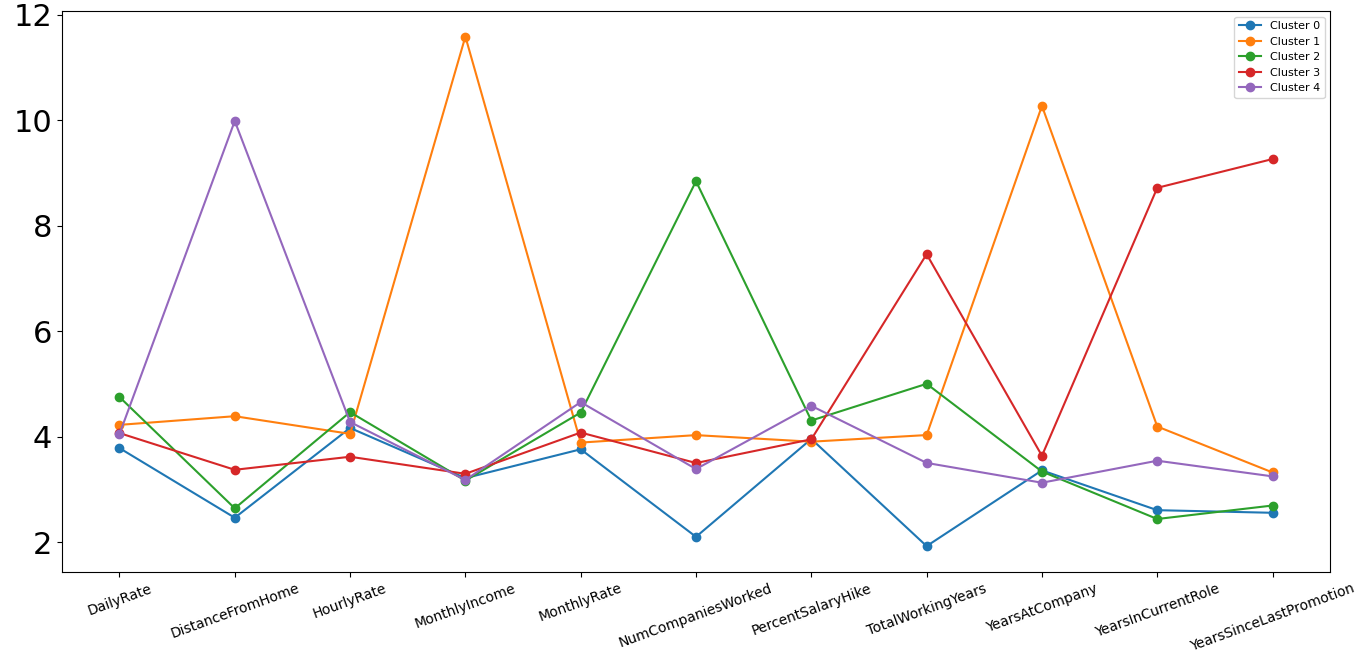 12
10
8
6
4
2
Cluster 0
Cluster 1
Cluster 2
Cluster 3
Cluster 4
DailyRate
DistanceFromHome
HourlyRate
MonthlyIncome
MonthlyRate
NumCompaniesWorked
PercentSalaryHike
TotalWorkingYears
YearsAtCompany
YearsInCurrentRole
YearsSinceLastPromotion